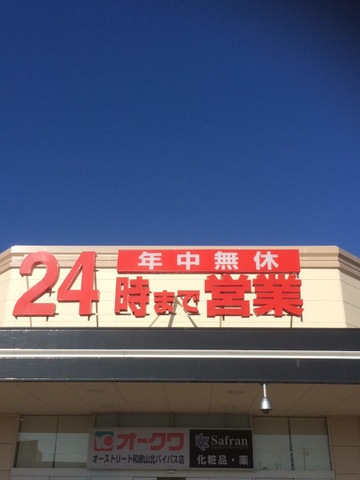 年中無休
24時まで営業
オークワ
オーストリート和歌山北バイパス店
Safran
化粧品・薬